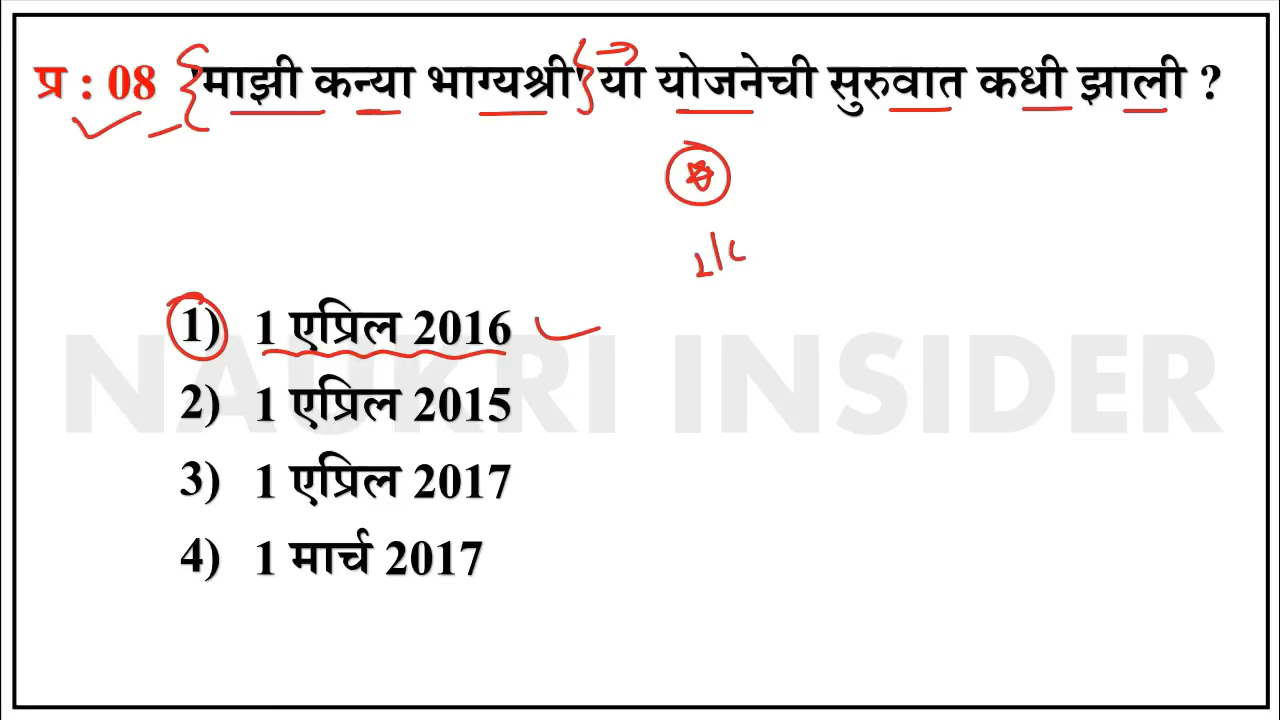 प्र : 08 'माझी कन्या भाग्यश्री' या योजनेची सुरुवात कधी झाली ?
1) 1 एप्रिल 2016
2) 1 एप्रिल 2015
3) 1 एप्रिल 2017
4) 1 मार्च 2017
NAUKRI INSIDER